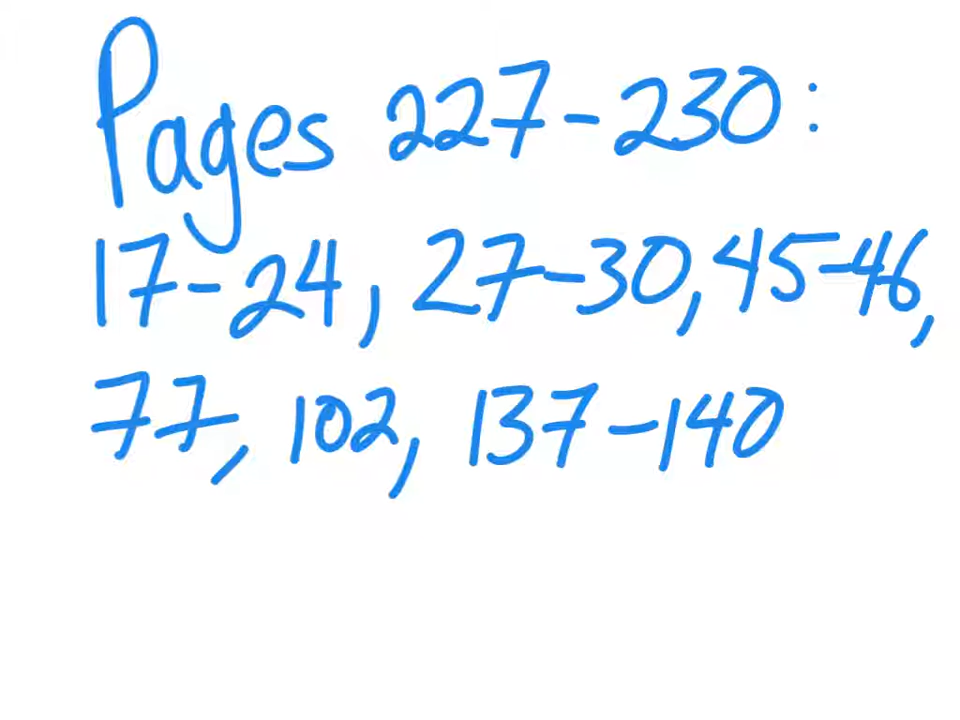 Pages 227-230:
17-24, 27-30, 45-46,
77, 102, 137-140